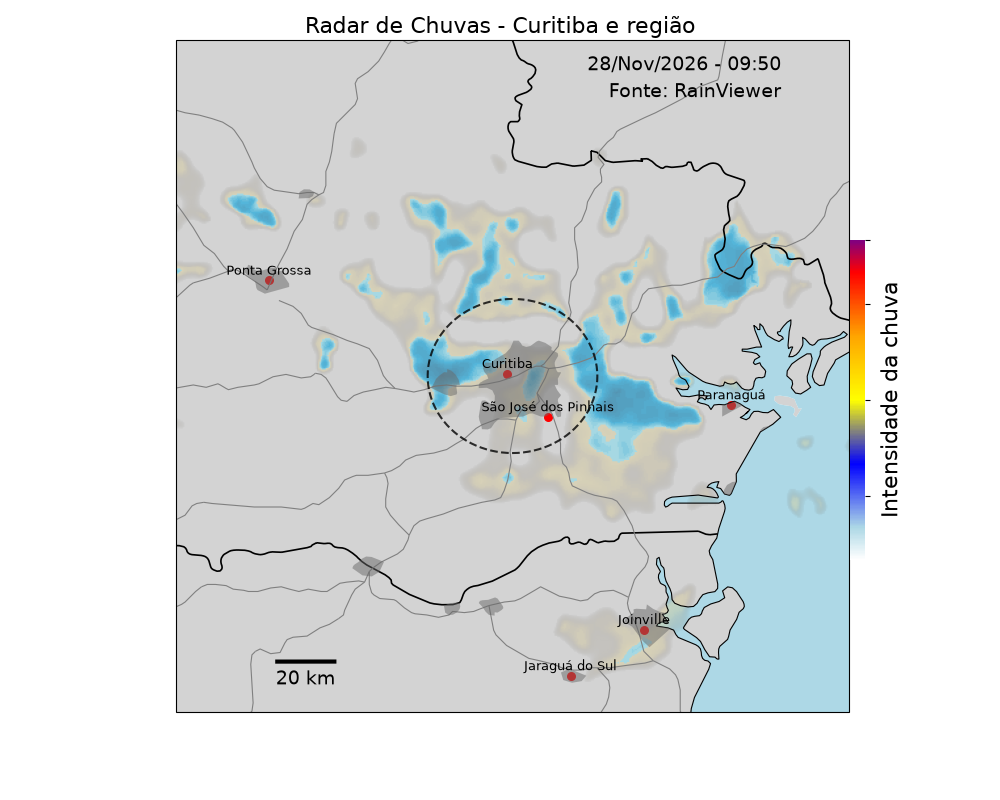 Radar de Chuvas - Curitiba e região
28/Nov/2026 - 09:50
Fonte: RainViewer
Ponta Grossa
Curitiba
São José dos Pinhais
Paranaguá
Intensidade da chuva
Joinville
Jaraguá do Sul
20 km